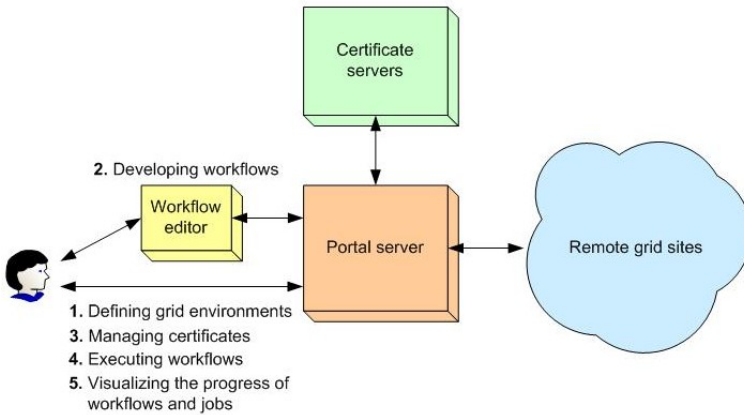 Certificate
servers
2. Developing workflows
Workflow
editor
Portal server
Remote grid sites
1. Defining grid environments
3. Managing certificates
4. Executing workflows
5. Visualizing the progress of
workflows and jobs